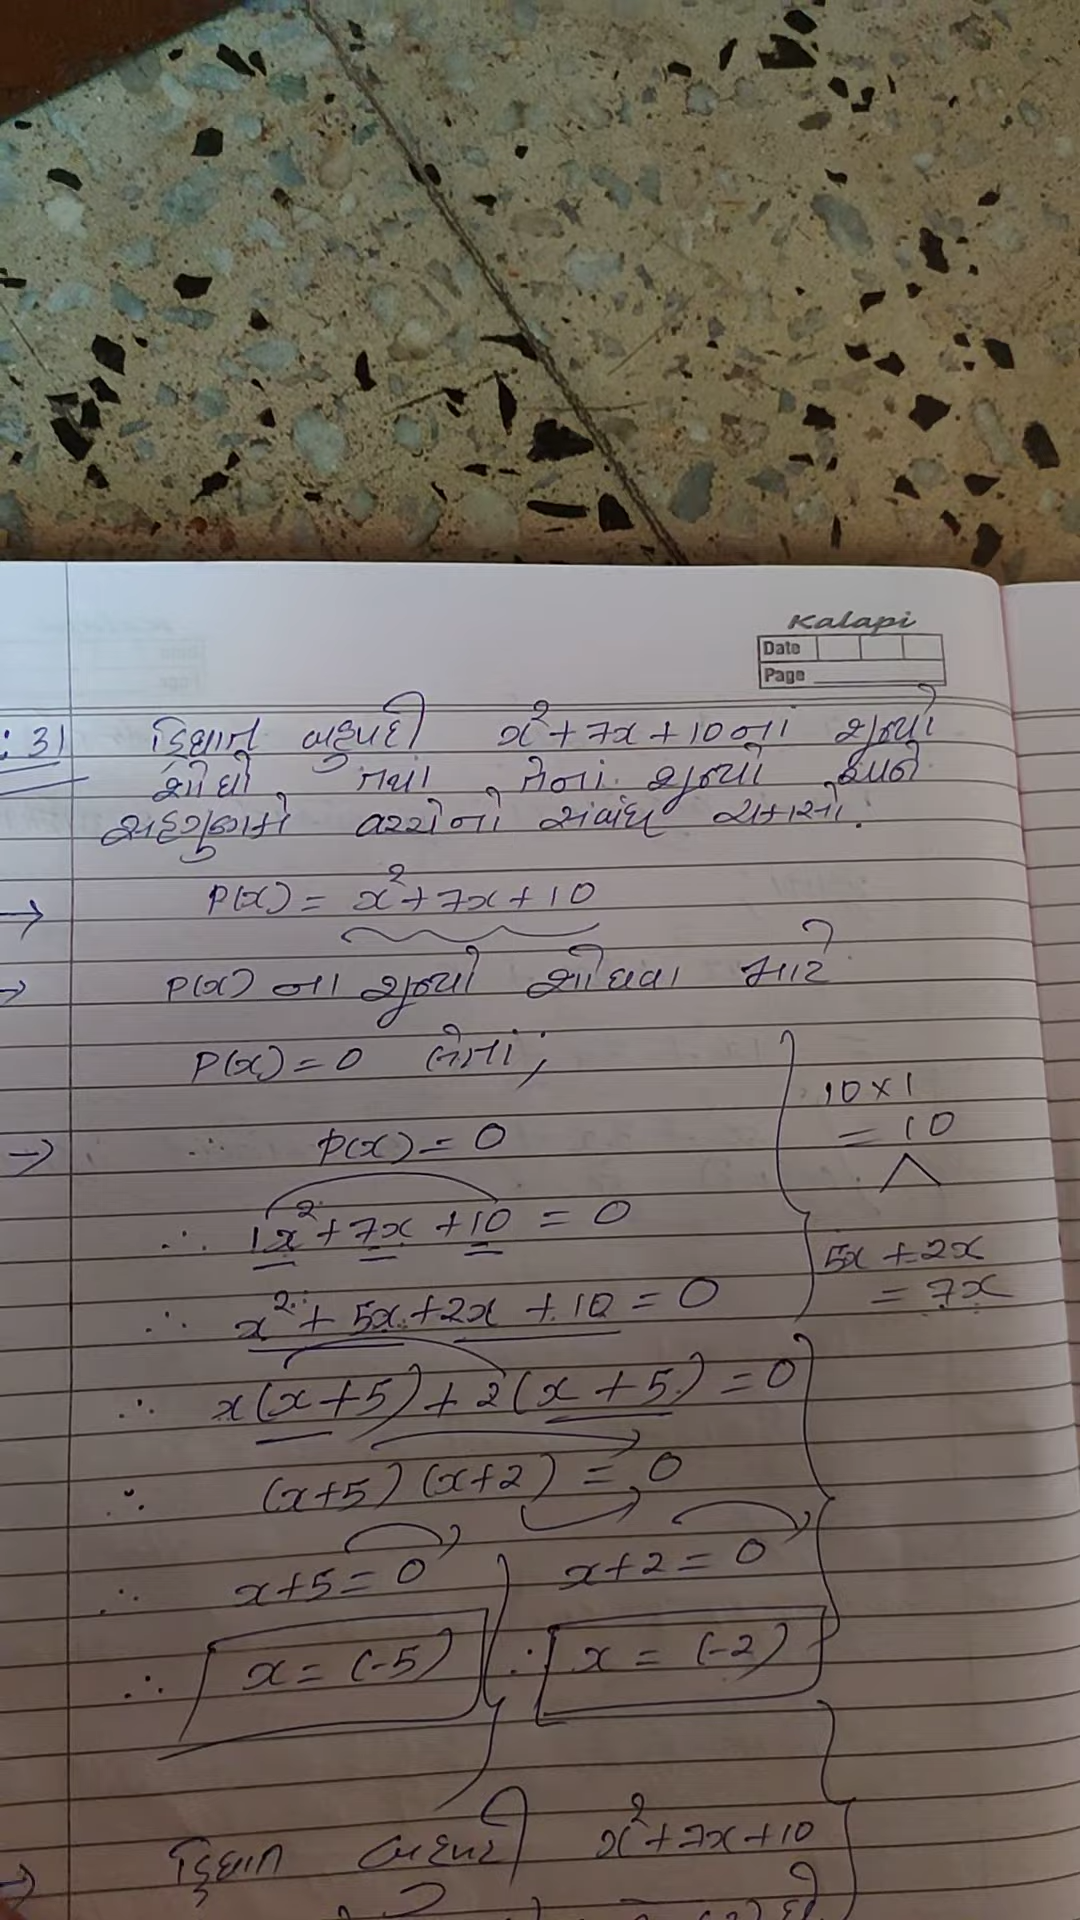 Kalapi
Date
Page
: 31 દ્વિઘાત બહુપદી x²+7x+10નાં શૂન્યો
શોધો તથા તેનાં શૂન્યો અને
સહગુણકો વચ્ચેનો સંબંધ ચકાસો.
P(x) = x²+7x+10
P(x) ના શૂન્યો શોધવા માટે
P(x)=0 લેતાં;
∴ P(x)=0
10×1
= 10
∴ 1x²+7x+10 = 0
5x+2x
= 7x
∴ x²+5x+2x+10 = 0
∴ x(x+5)+2(x+5) = 0
∴ (x+5)(x+2) = 0
∴ x+5=0 x+2=0
∴ x = (-5) ∴ x = (-2)
દ્વિઘાત બહુપદી x²+7x+10